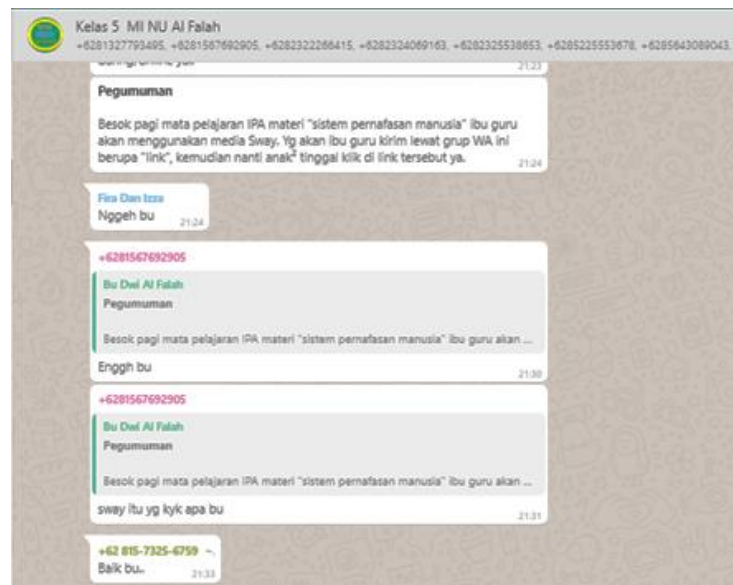 Kelas 5 MI NU Al Falah
+6281327793495, +6281567692905, +6282322266415, +6282324069163, +6282325538653, +6285225553678, +6285643089043,
21:23
Pegumuman
Besok pagi mata pelajaran IPA materi "sistem pernafasan manusia" ibu guru
akan menggunakan media Sway. Yg akan ibu guru kirim lewat grup WA ini
berupa "link", kemudian nanti anak² tinggal klik di link tersebut ya.
21:24
Fira Dan Izza
Nggeh bu
21:24
+6281567692905
Bu Dwi Al Falah
Pegumuman
Besok pagi mata pelajaran IPA materi "sistem pernafasan manusia" ibu guru akan ...
Enggh bu
21:30
+6281567692905
Bu Dwi Al Falah
Pegumuman
Besok pagi mata pelajaran IPA materi "sistem pernafasan manusia" ibu guru akan ...
sway itu yg kyk apa bu
21:31
+62 815-7325-6759 ~.
Baik bu..
21:33